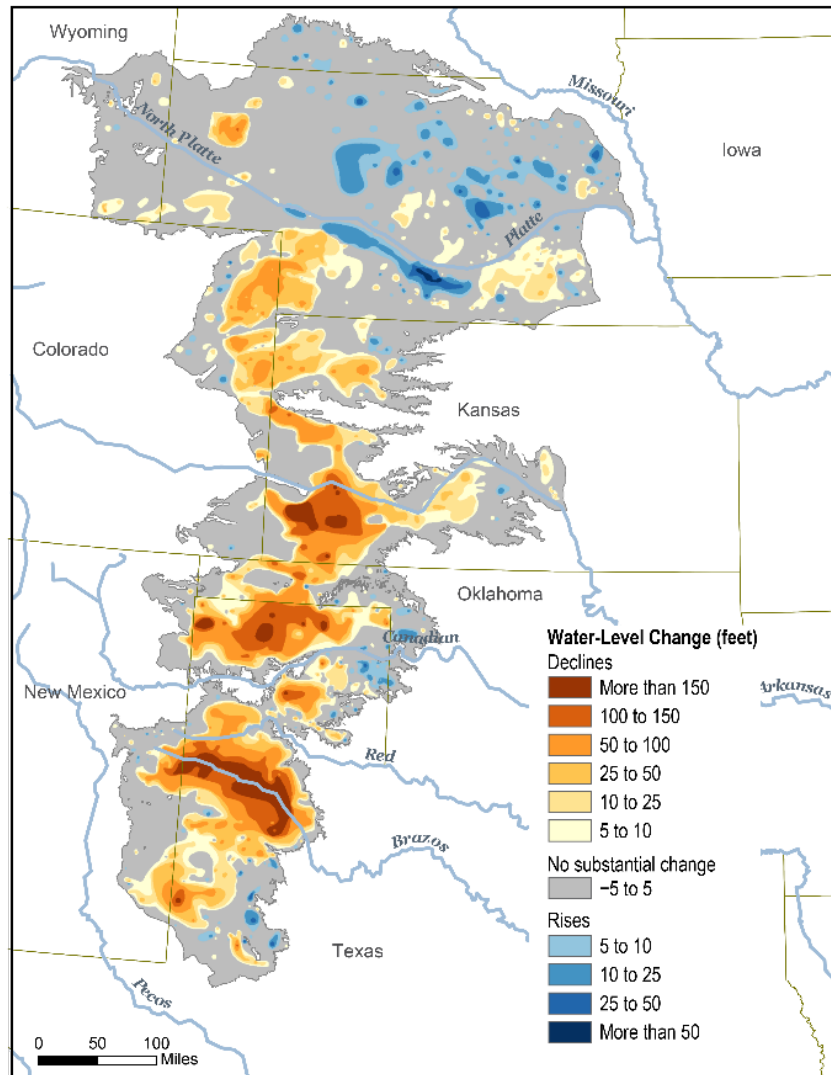 Wyoming
Missouri
North Platte
Iowa
Platte
Colorado
Kansas
Oklahoma
Canadian
New Mexico
Arkansas
Red
Brazos
Texas
Pecos
Water-Level Change (feet)
Declines
More than 150
100 to 150
50 to 100
25 to 50
10 to 25
5 to 10
No substantial change
−5 to 5
Rises
5 to 10
10 to 25
25 to 50
More than 50
0 50 100
Miles